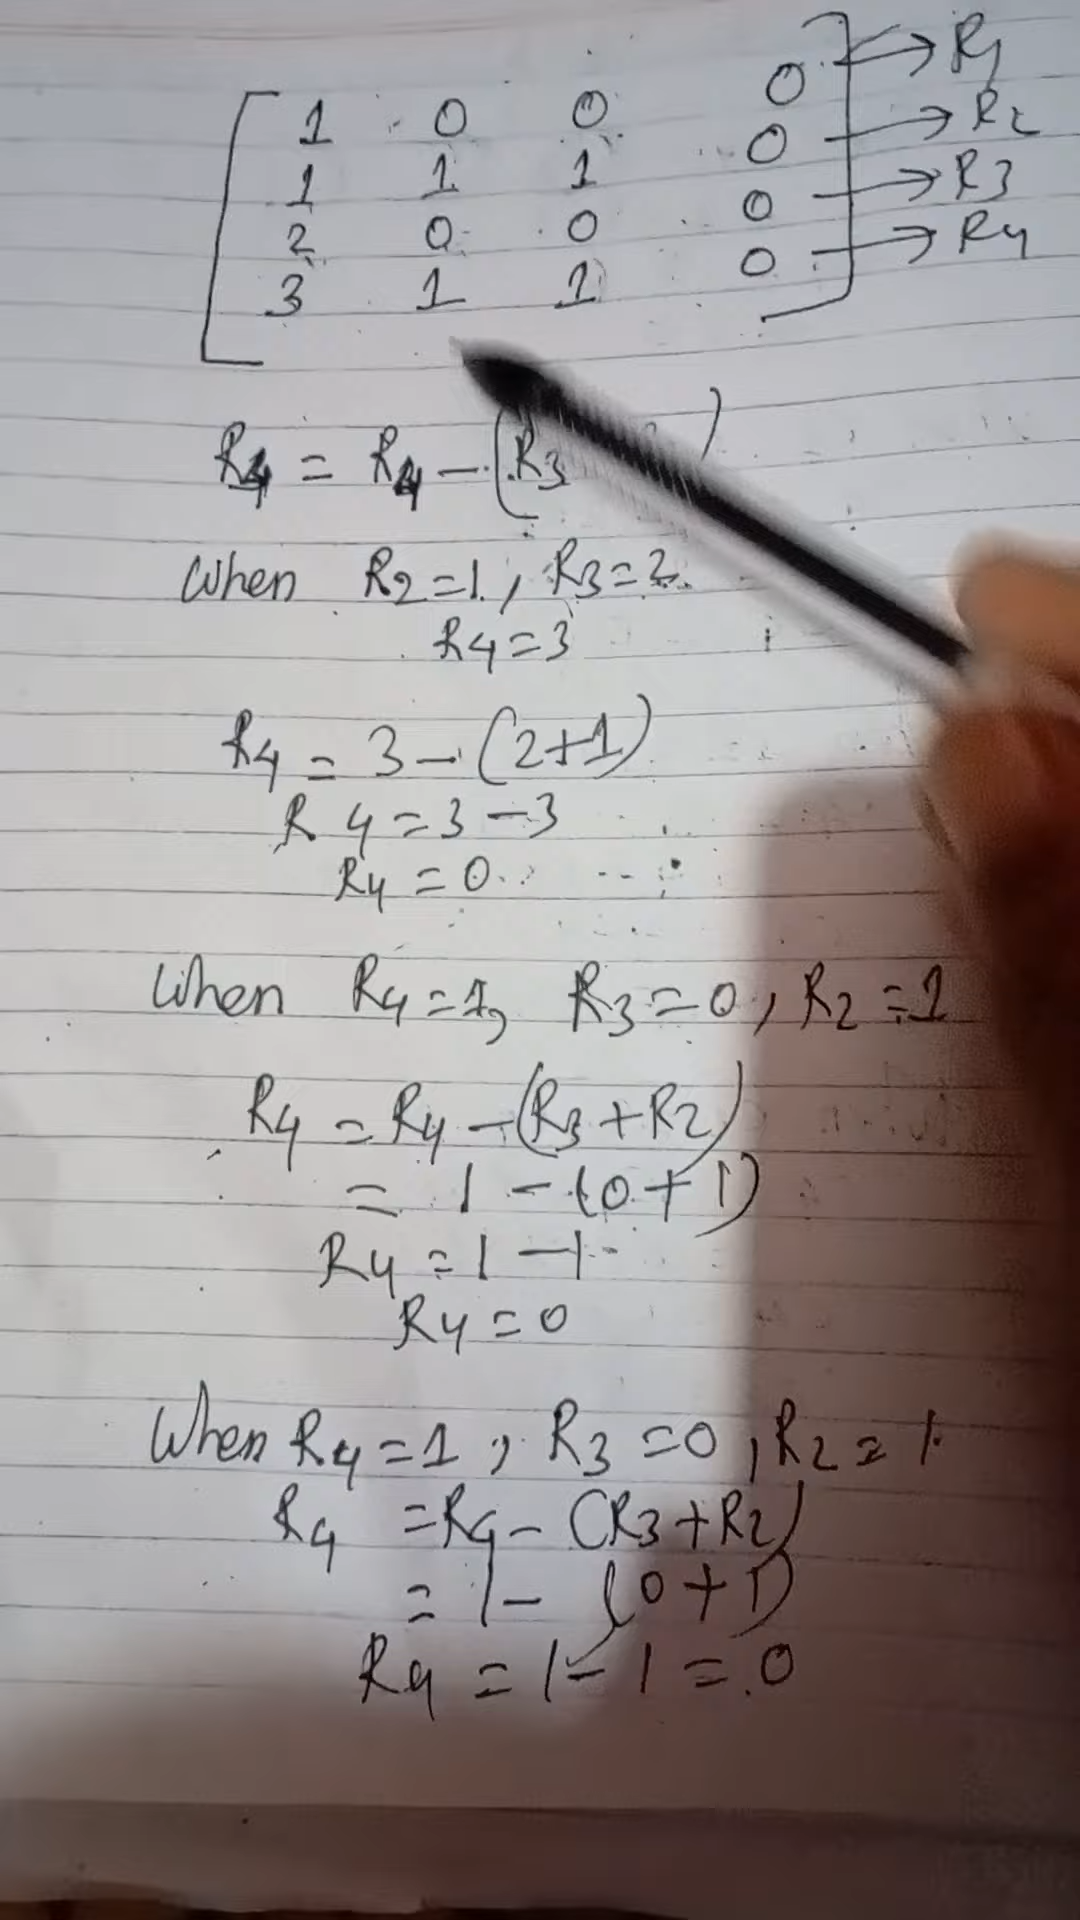 1 0 0 0 → R1
1 1 1 0 → R2
2 0 0 0 → R3
3 1 1 0 → R4
R4 = R4 - (R3 )
When R2=1, R3=2
R4=3
R4 = 3-(2+1)
R4=3-3
R4=0
When R4=1, R3=0, R2=1
R4 = R4-(R3+R2)
= 1-(0+1)
R4=1-1
R4=0
When R4=1, R3=0, R2=1
R4 =R4-(R3+R2)
= 1-(0+1)
R4 = 1-1=0